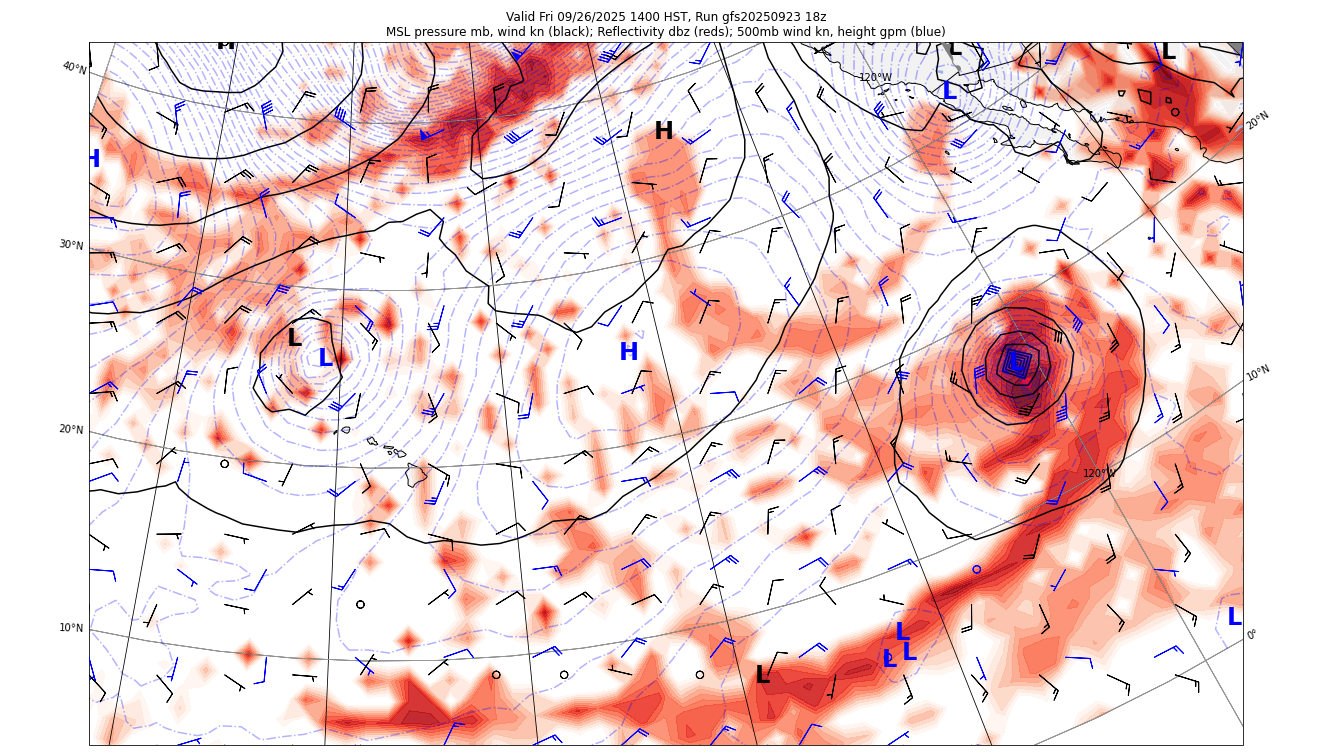 Valid Fri 09/26/2025 1400 HST, Run gfs20250923 18z
MSL pressure mb, wind kn (black); Reflectivity dbz (reds); 500mb wind kn, height gpm (blue)
H
L
L
40°N
120°W
L
20°N
H
H
30°N
L
L
H
L
10°N
20°N
120°W
10°N
L
L
L
L
0°
L